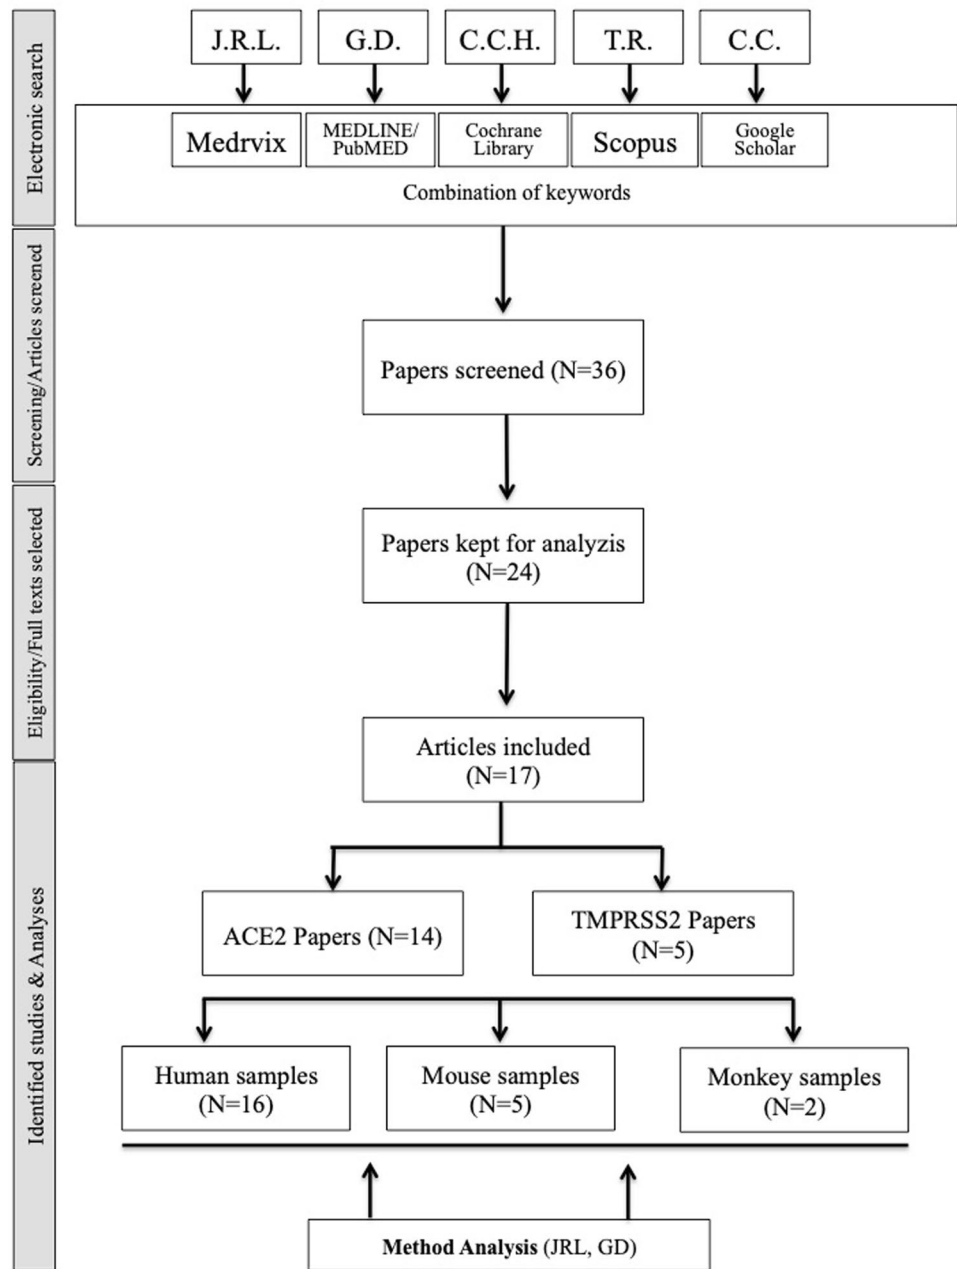 Electronic search
J.R.L.
G.D.
C.C.H.
T.R.
C.C.
Medrvix
MEDLINE/
PubMED
Cochrane
Library
Scopus
Google
Scholar
Combination of keywords
Screening/Articles screened
Papers screened (N=36)
Eligibility/Full texts selected
Papers kept for analyzis
(N=24)
Articles included
(N=17)
Identified studies & Analyses
ACE2 Papers (N=14)
TMPRSS2 Papers
(N=5)
Human samples
(N=16)
Mouse samples
(N=5)
Monkey samples
(N=2)
Method Analysis (JRL, GD)